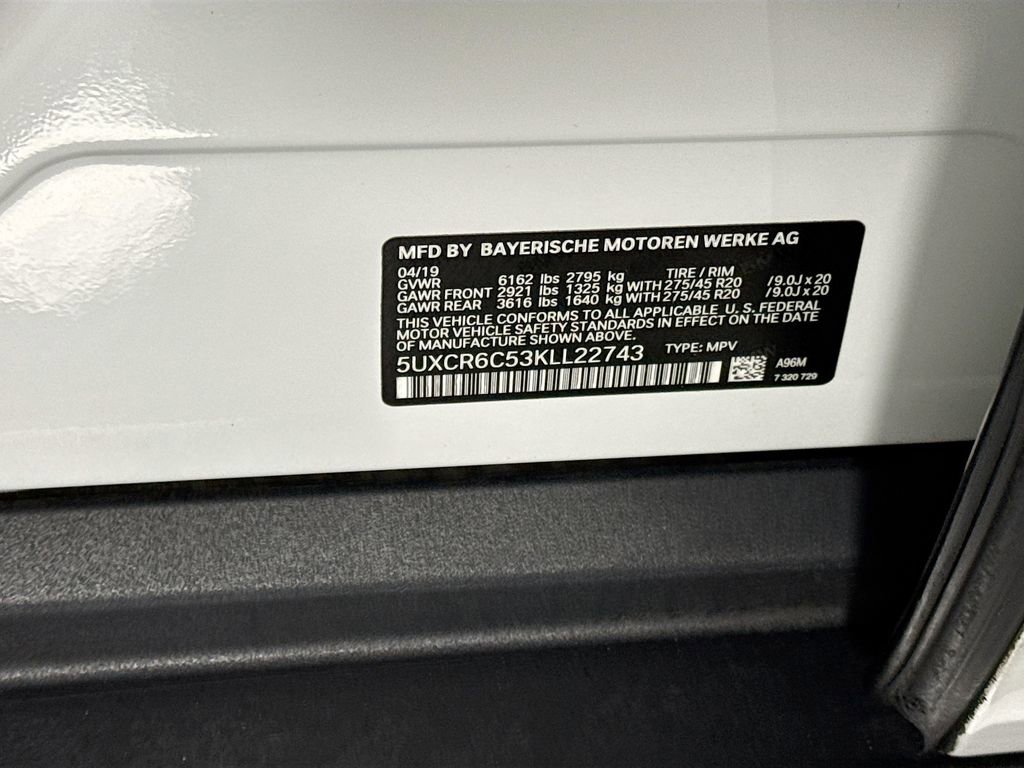 MFD BY BAYERISCHE MOTOREN WERKE AG
04/19 TIRE / RIM
GVWR 6162 lbs 2795 kg
GAWR FRONT 2921 lbs 1325 kg WITH 275/45 R20 /9.0J x 20
GAWR REAR 3616 lbs 1640 kg WITH 275/45 R20 /9.0J x 20
THIS VEHICLE CONFORMS TO ALL APPLICABLE U. S. FEDERAL
MOTOR VEHICLE SAFETY STANDARDS IN EFFECT ON THE DATE
OF MANUFACTURE SHOWN ABOVE.
5UXCR6C53KLL22743 TYPE: MPV
A96M
7 320 729